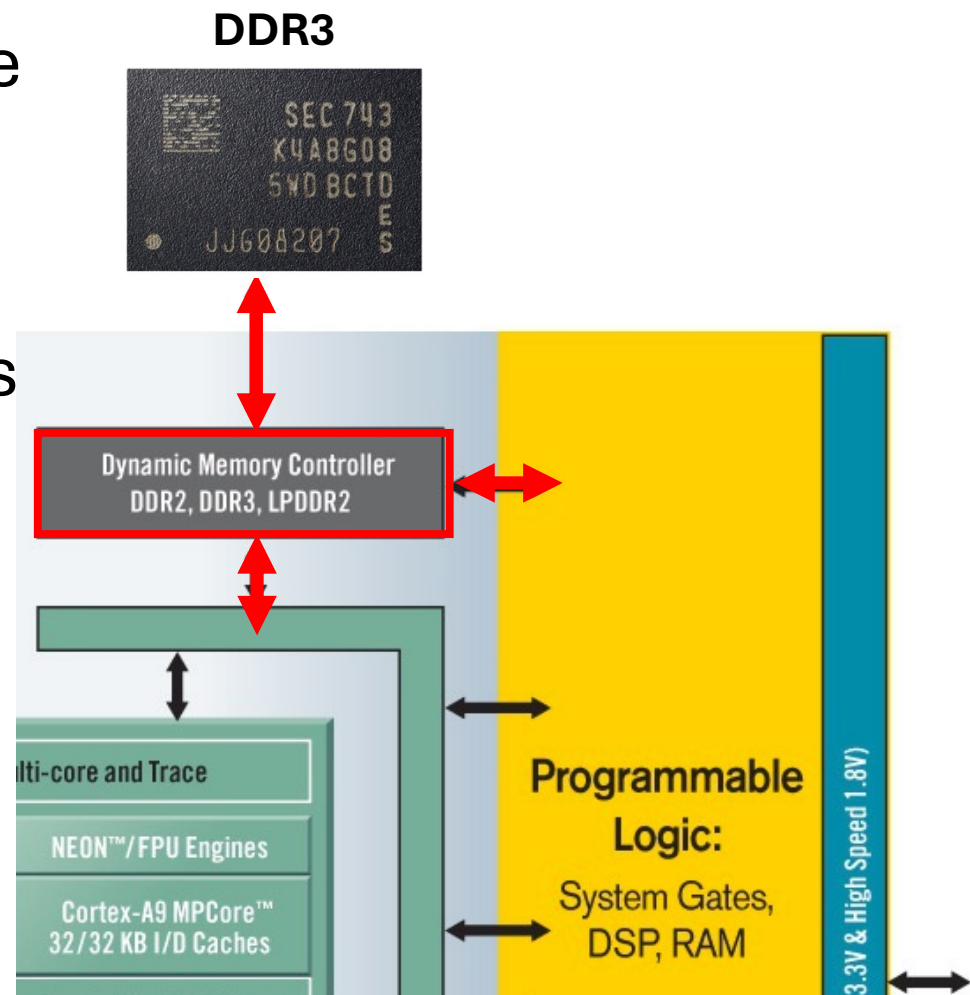 DDR3
e
SEC 743
K4A8G08
5WD BCTD
E
S
JJG08207
s
Dynamic Memory Controller
DDR2, DDR3, LPDDR2
lti-core and Trace
NEON™/FPU Engines
Cortex-A9 MPCore™
32/32 KB I/D Caches
Programmable
Logic:
System Gates,
DSP, RAM
3.3V & High Speed 1.8V)